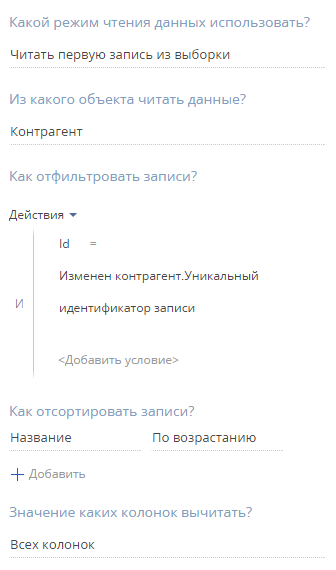 Какой режим чтения данных использовать?
Читать первую запись из выборки
Из какого объекта читать данные?
Контрагент
Как отфильтровать записи?
Действия
Id =
Изменен контрагент.Уникальный
И
идентификатор записи
<Добавить условие>
Как отсортировать записи?
Название По возрастанию
Добавить
Значение каких колонок вычитать?
Всех колонок